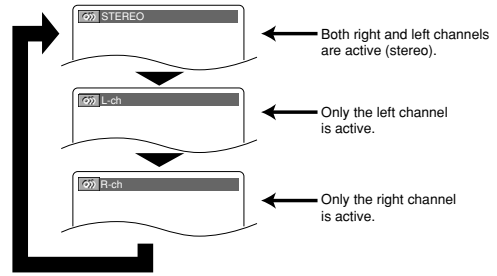 STEREO
Both right and left channels
are active (stereo).
L-ch
Only the left channel
is active.
R-ch
Only the right channel
is active.